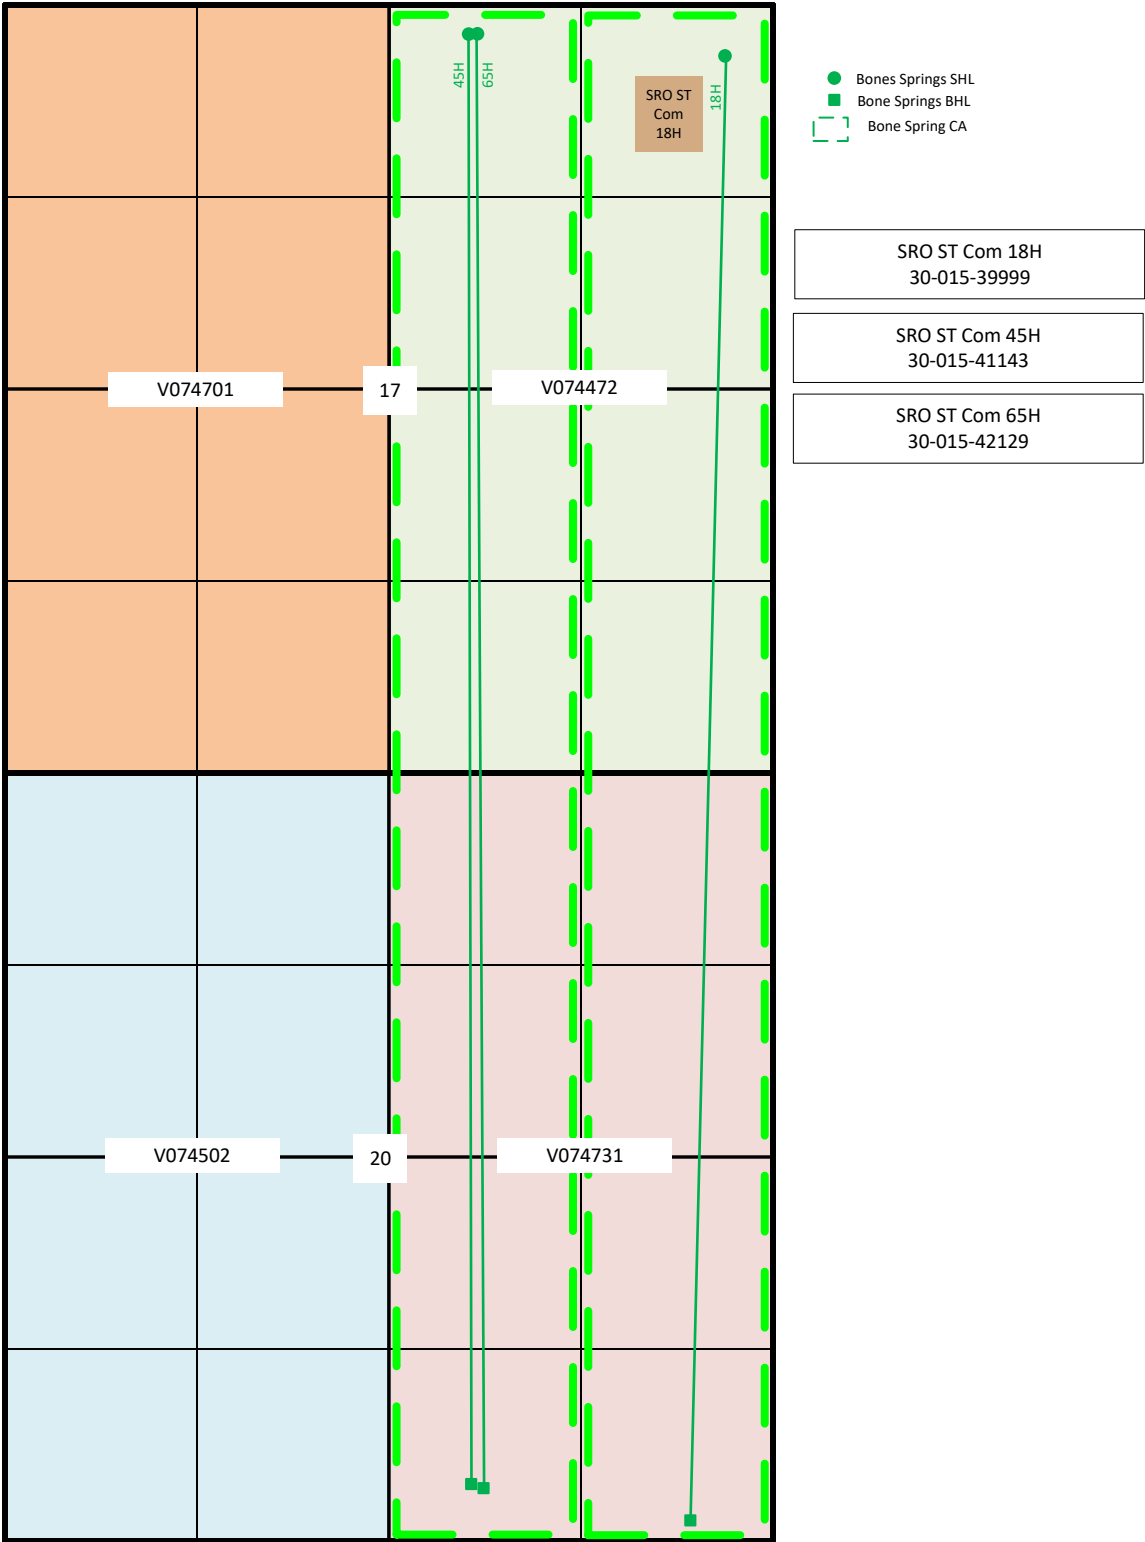 45H
65H
18H
SRO ST
Com
18H
Bones Springs SHL
Bone Springs BHL
Bone Spring CA
SRO ST Com 18H
30-015-39999
SRO ST Com 45H
30-015-41143
SRO ST Com 65H
30-015-42129
V074701
17
V074472
V074502
20
V074731